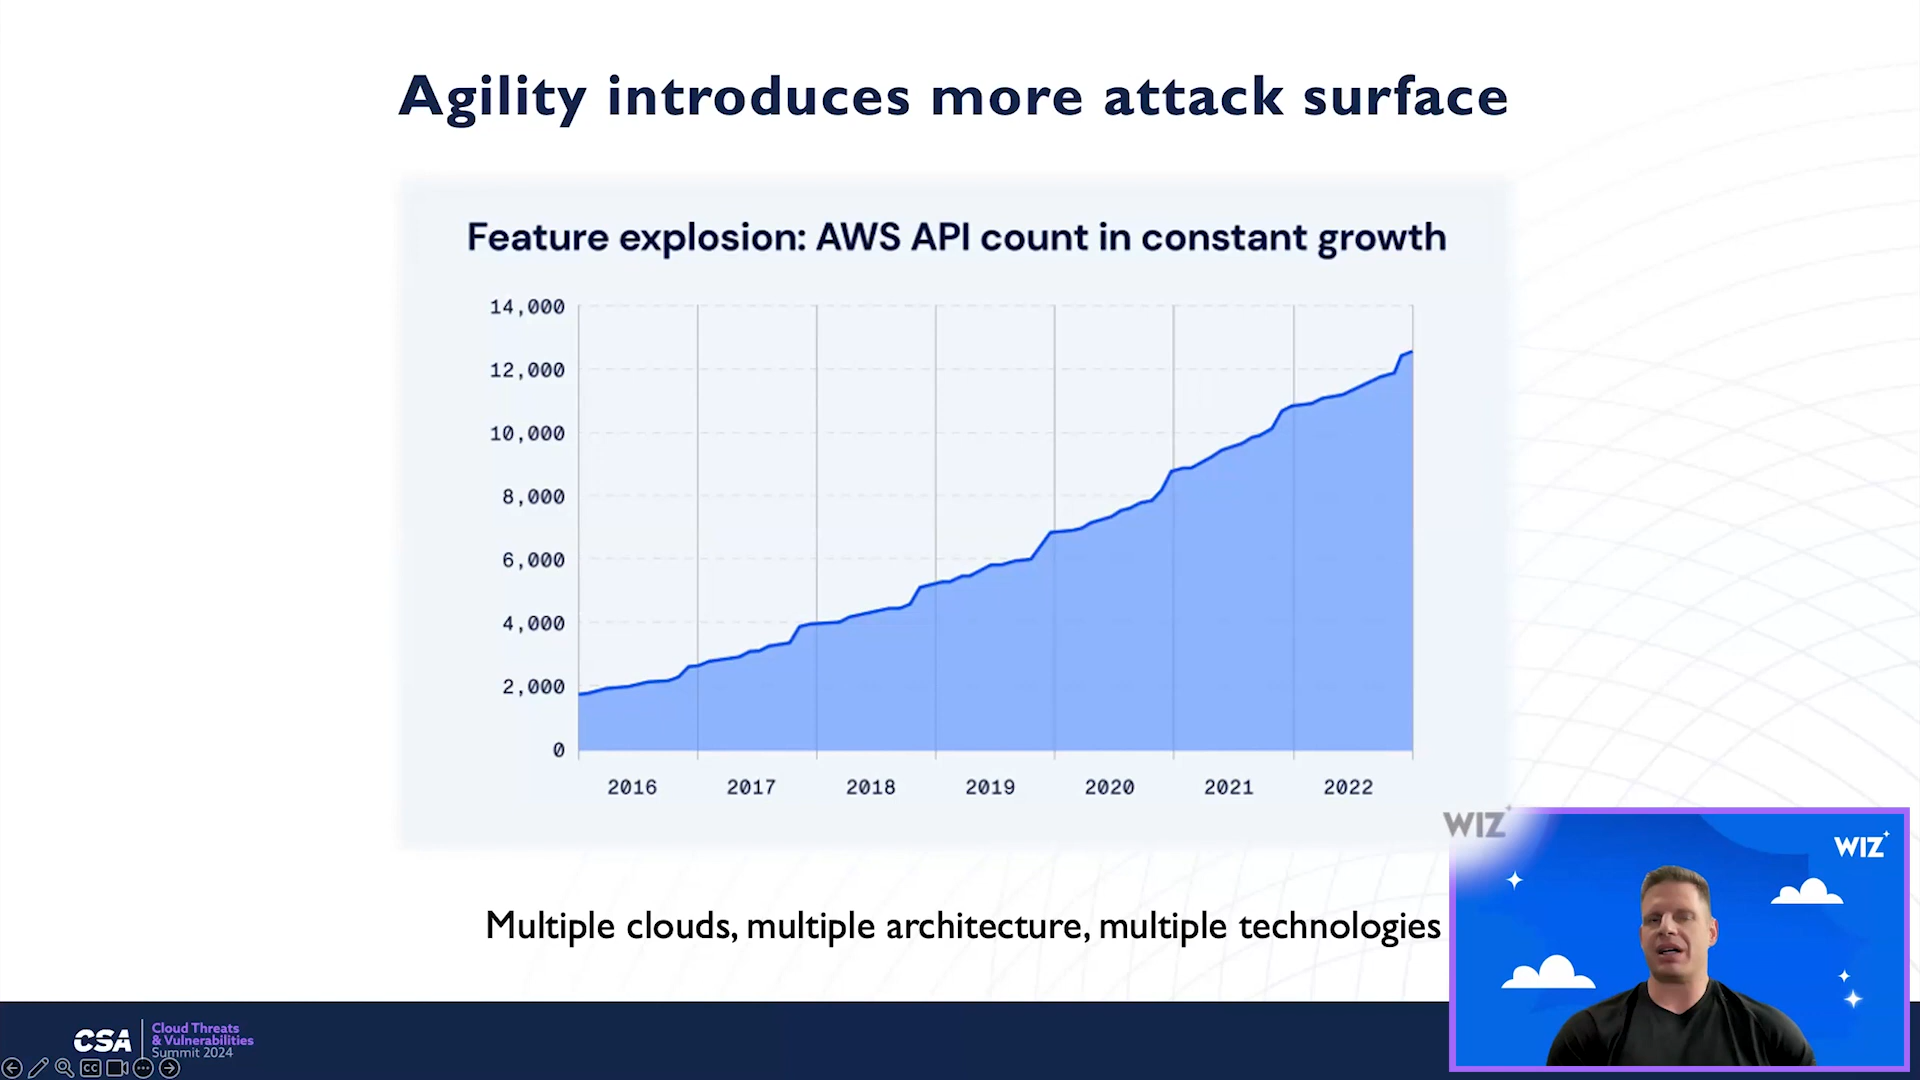 Agility introduces more attack surface
Feature explosion: AWS API count in constant growth
14,000
12,000
10,000
8,000
6,000
4,000
2,000
0
2016 2017 2018 2019 2020 2021 2022
WIZ
Multiple clouds, multiple architecture, multiple technologies
WIZ
CSA
Cloud Threats
& Vulnerabilities
Summit 2024
CC